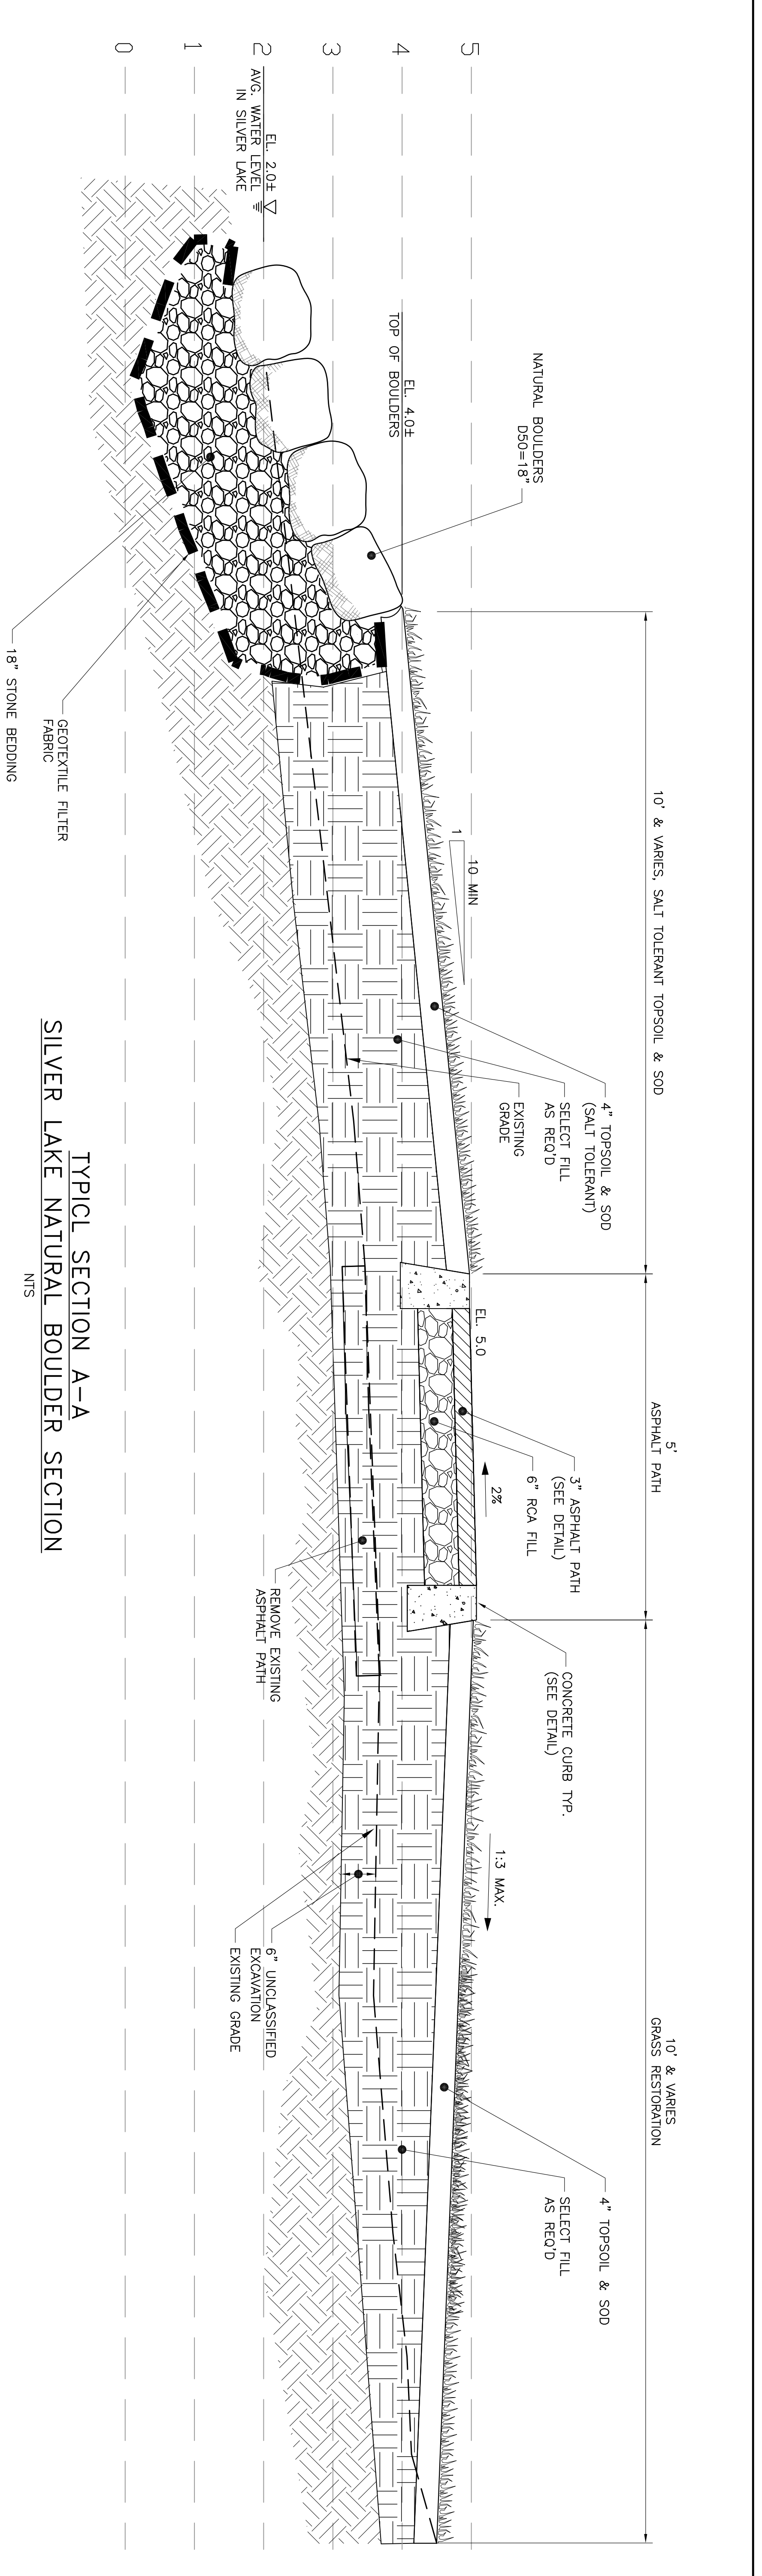 10' & VARIES, SALT TOLERANT TOPSOIL & SOD
5'
ASPHALT PATH
10' & VARIES
GRASS RESTORATION
NATURAL BOULDERS
D50=18"
4" TOPSOIL & SOD
(SALT TOLERANT)
SELECT FILL
AS REQ'D
EXISTING
GRADE
1
10 MIN
3" ASPHALT PATH
(SEE DETAIL)
6" RCA FILL
2%
EL. 5.0
CONCRETE CURB TYP.
(SEE DETAIL)
1:3 MAX.
4" TOPSOIL & SOD
SELECT FILL
AS REQ'D
5
4
3
2
1
0
EL. 4.0±
TOP OF BOULDERS
EL. 2.0±
AVG. WATER LEVEL
IN SILVER LAKE
REMOVE EXISTING
ASPHALT PATH
6" UNCLASSIFIED
EXCAVATION
EXISTING GRADE
GEOTEXTILE FILTER
FABRIC
18" STONE BEDDING
TYPICL SECTION A-A
SILVER LAKE NATURAL BOULDER SECTION
NTS